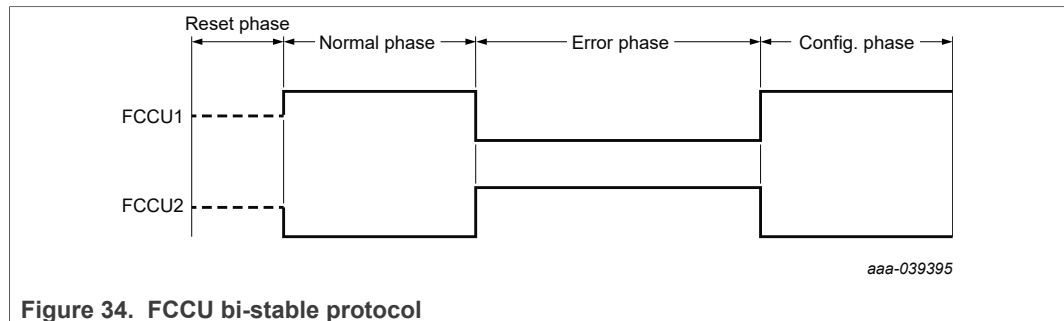 Reset phase
Normal phase
Error phase
Config. phase
FCCU1
FCCU2
aaa-039395
Figure 34. FCCU bi-stable protocol